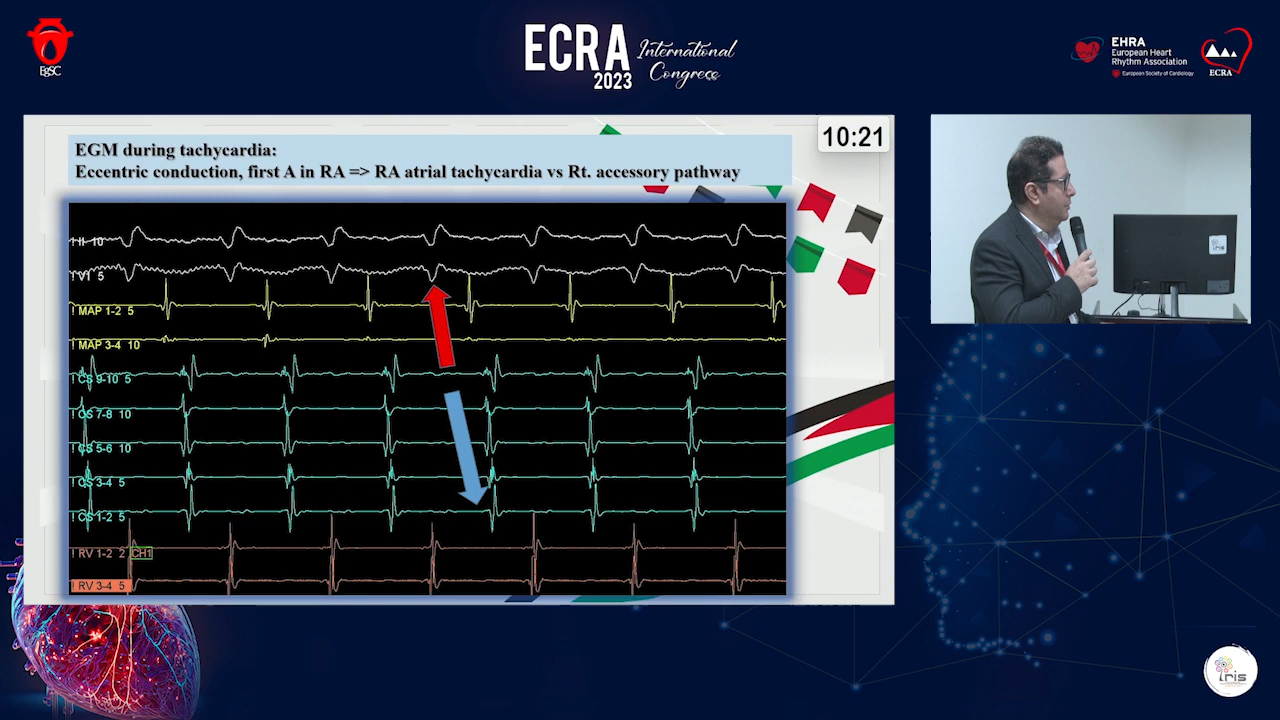 EgSC
ECRA
2023
International
Congress
EHRA
European Heart
Rhythm Association
European Society of Cardiology
ECRA
EGM during tachycardia:
Eccentric conduction, first A in RA => RA atrial tachycardia vs Rt. accessory pathway
10:21
! II 10
! V1 5
! MAP 1-2 5
! MAP 3-4 10
! CS 9-10 5
! CS 7-8 10
! CS 5-6 10
! CS 3-4 5
! CS 1-2 5
! RV 1-2 2 CH1
! RV 3-4 5
iris